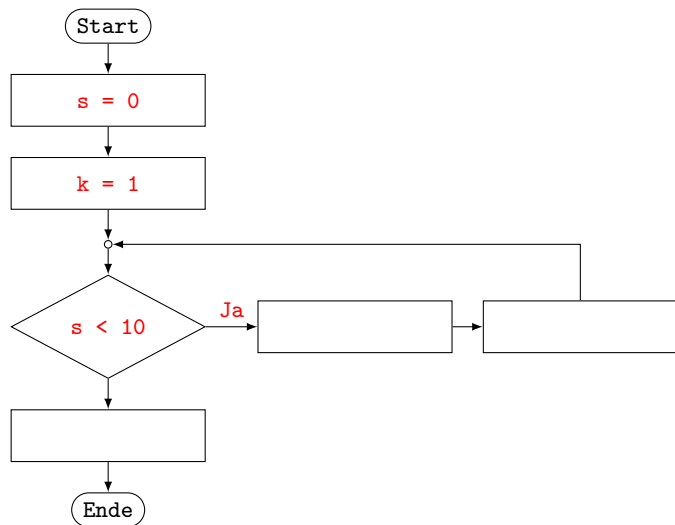 Start
s = 0
k = 1
Ja
s < 10
Ende